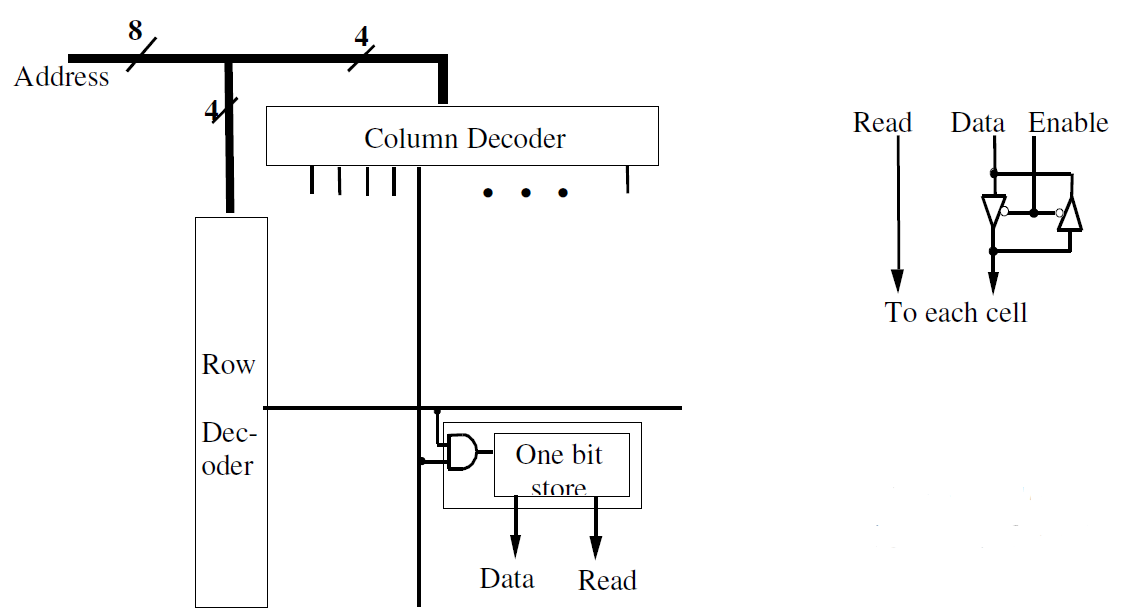 8
4
Address
4
Column Decoder
Read Data Enable
To each cell
Row
Dec-
oder
One bit
store
Data Read